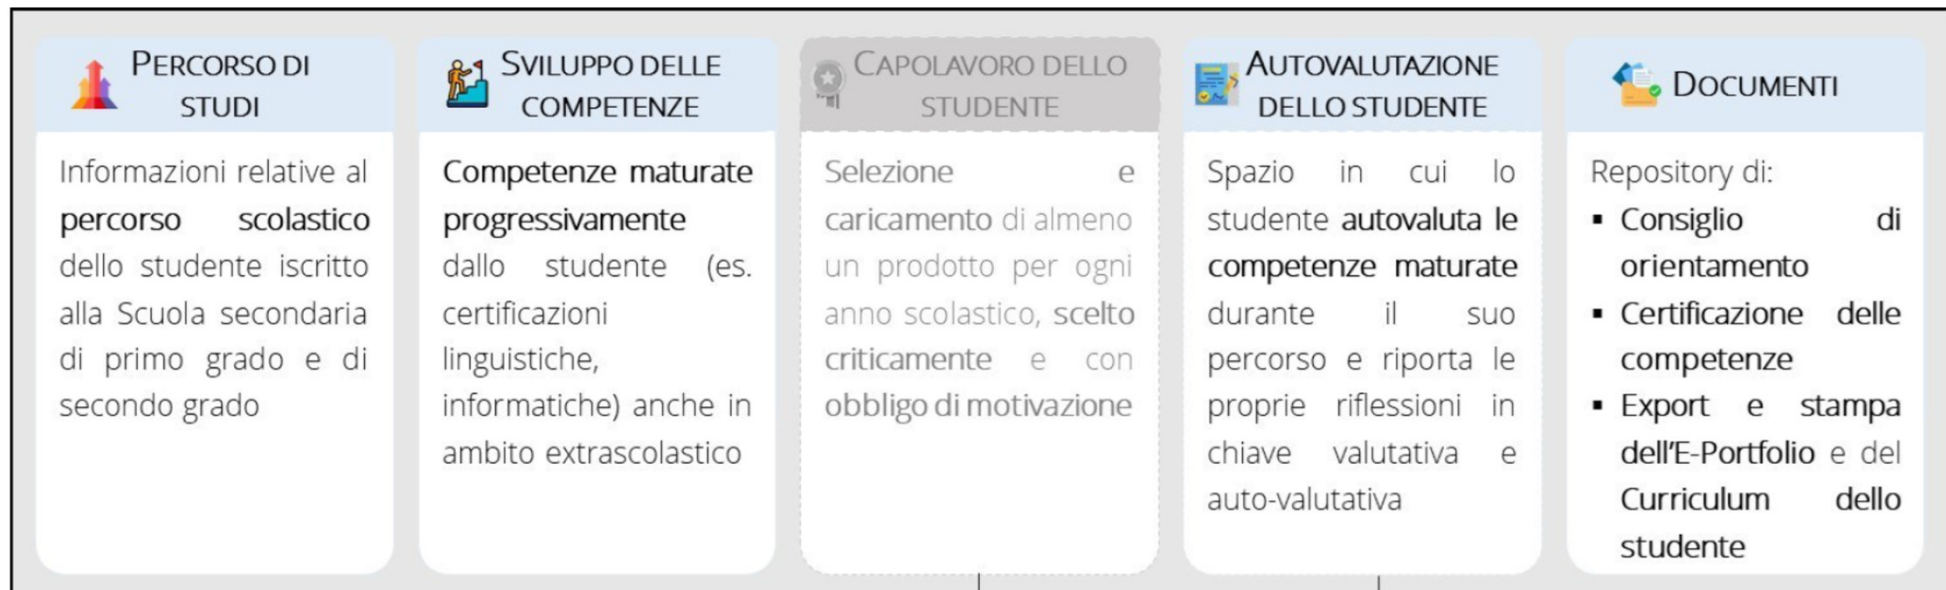 PERCORSO DI
STUDI
Informazioni relative al
percorso scolastico
dello studente iscritto
alla Scuola secondaria
di primo grado e di
secondo grado
SVILUPPO DELLE
COMPETENZE
Competenze maturate
progressivamente
dallo studente (es.
certificazioni
linguistiche,
informatiche) anche in
ambito extrascolastico
CAPOLAVORO DELLO
STUDENTE
Selezione e
caricamento di almeno
un prodotto per ogni
anno scolastico, scelto
criticamente e con
obbligo di motivazione
AUTOVALUTAZIONE
DELLO STUDENTE
Spazio in cui lo
studente autovaluta le
competenze maturate
durante il suo
percorso e riporta le
proprie riflessioni in
chiave valutativa e
auto-valutativa
DOCUMENTI
Repository di:
▪ Consiglio di
orientamento
▪ Certificazione delle
competenze
▪ Export e stampa
dell'E-Portfolio e del
Curriculum dello
studente